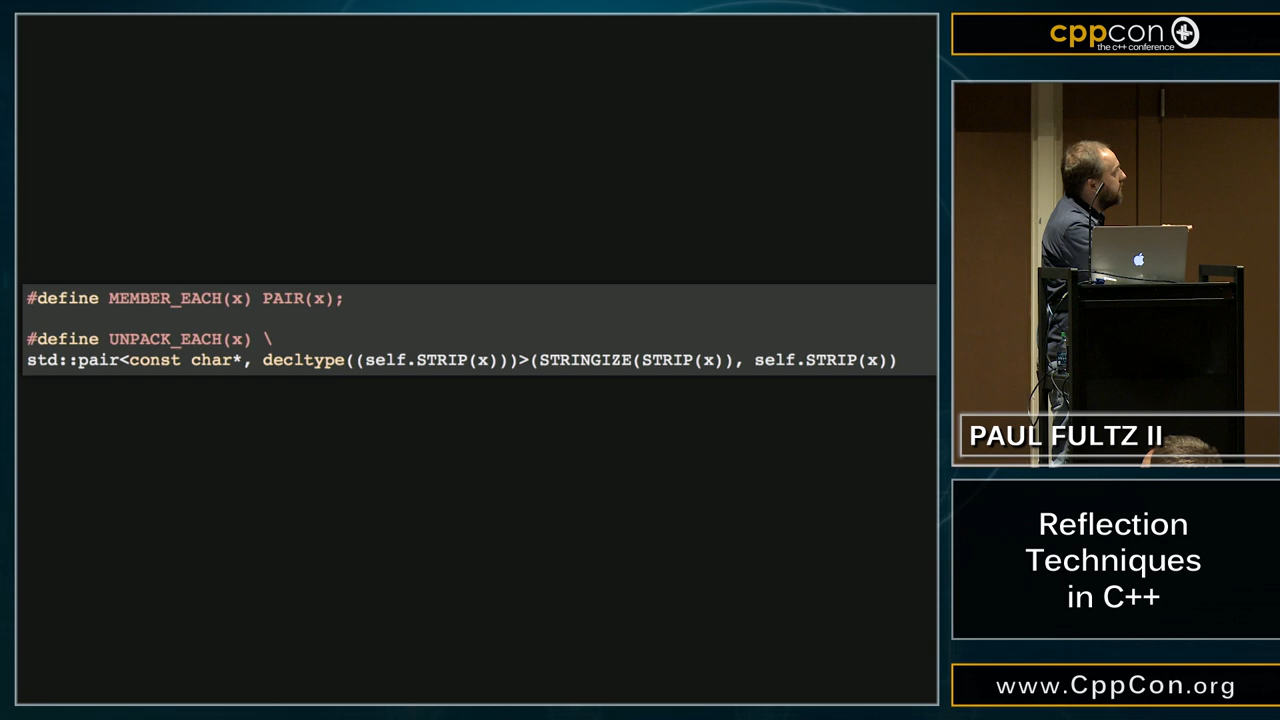 #define MEMBER_EACH(x) PAIR(x);
#define UNPACK_EACH(x) \
std::pair<const char*, decltype((self.STRIP(x)))>(STRINGIZE(STRIP(x)), self.STRIP(x))
cppcon
the c++ conference
PAUL FULTZ II
Reflection
Techniques
in C++
www.CppCon.org